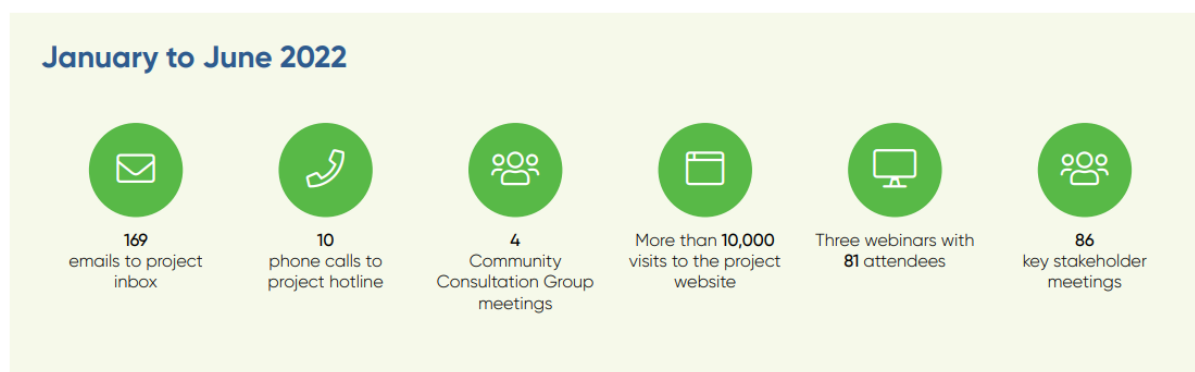 January to June 2022
169
emails to project
inbox
10
phone calls to
project hotline
4
Community
Consultation Group
meetings
More than 10,000
visits to the project
website
Three webinars with
81 attendees
86
key stakeholder
meetings